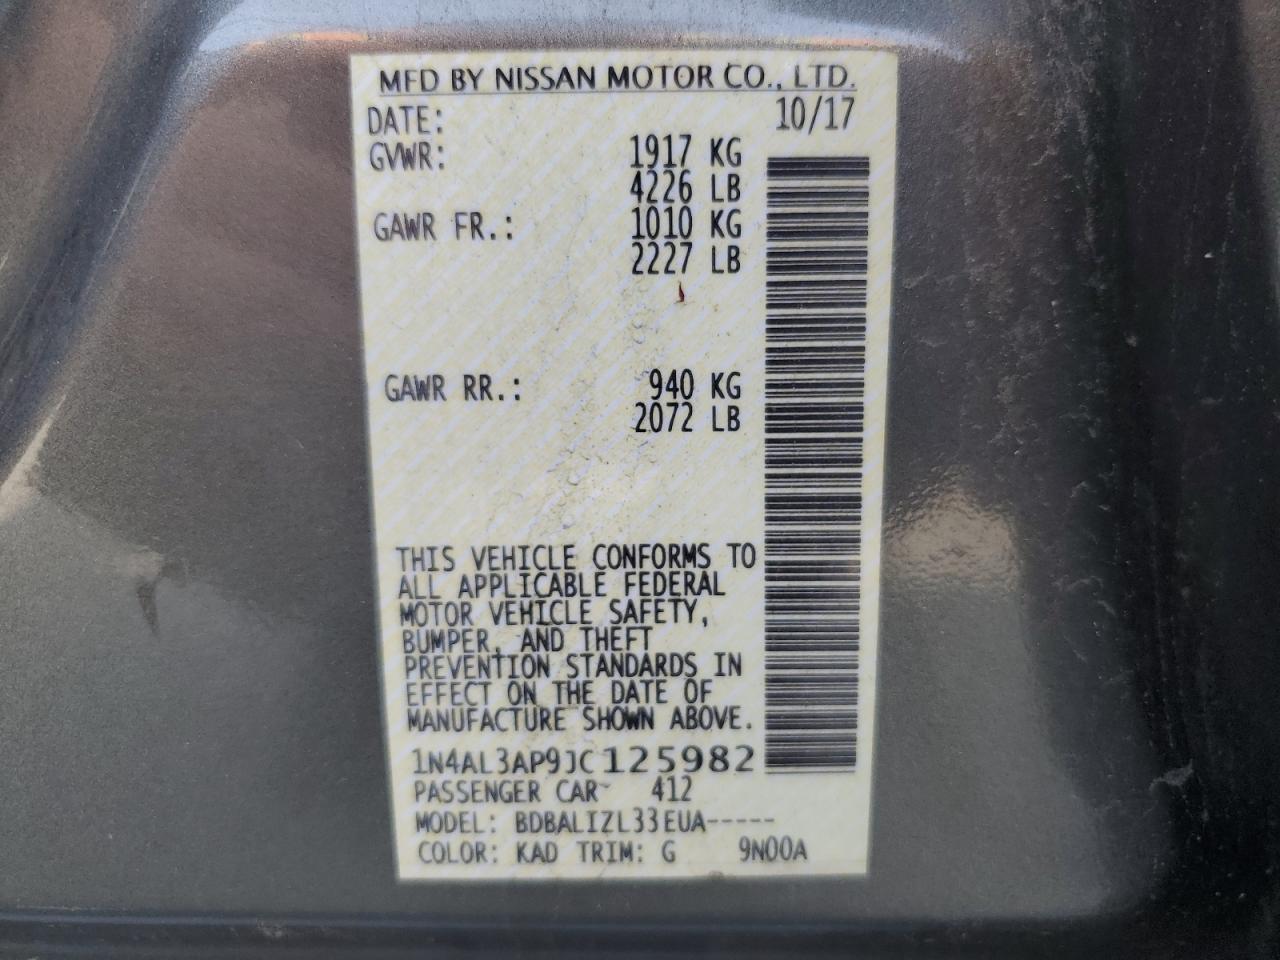 MFD BY NISSAN MOTOR CO., LTD.
DATE: 10/17
GVWR: 1917 KG
4226 LB
GAWR FR.: 1010 KG
2227 LB
GAWR RR.: 940 KG
2072 LB
THIS VEHICLE CONFORMS TO
ALL APPLICABLE FEDERAL
MOTOR VEHICLE SAFETY,
BUMPER, AND THEFT
PREVENTION STANDARDS IN
EFFECT ON THE DATE OF
MANUFACTURE SHOWN ABOVE.
1N4AL3AP9JC125982
PASSENGER CAR 412
MODEL: BDBALIZL33EUA-----
COLOR: KAD TRIM: G 9N00A